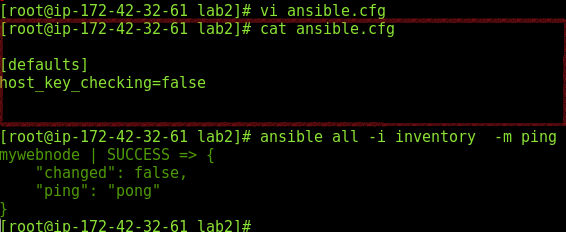 [root@ip-172-42-32-61 lab2]# vi ansible.cfg
[root@ip-172-42-32-61 lab2]# cat ansible.cfg
[defaults]
host_key_checking=false
[root@ip-172-42-32-61 lab2]# ansible all -i inventory  -m ping
mywebnode | SUCCESS => {
    "changed": false,
    "ping": "pong"
}
[root@ip-172-42-32-61 lab2]#